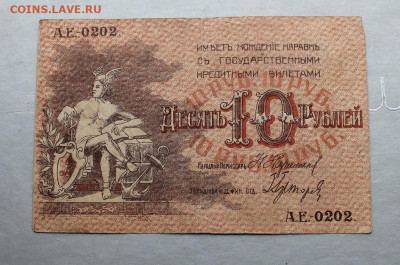 COINS.LAVE.RU
А.Е.-0202.
ИМѢЕТЪ ХОЖДЕНІЕ НАРАВНѢ
СЪ ГОСУДАРСТВЕННЫМИ
КРЕДИТНЫМИ БИЛЕТАМИ.
ДЕСЯТЬ 10 РУБЛЕЙ
А.Е.-0202.